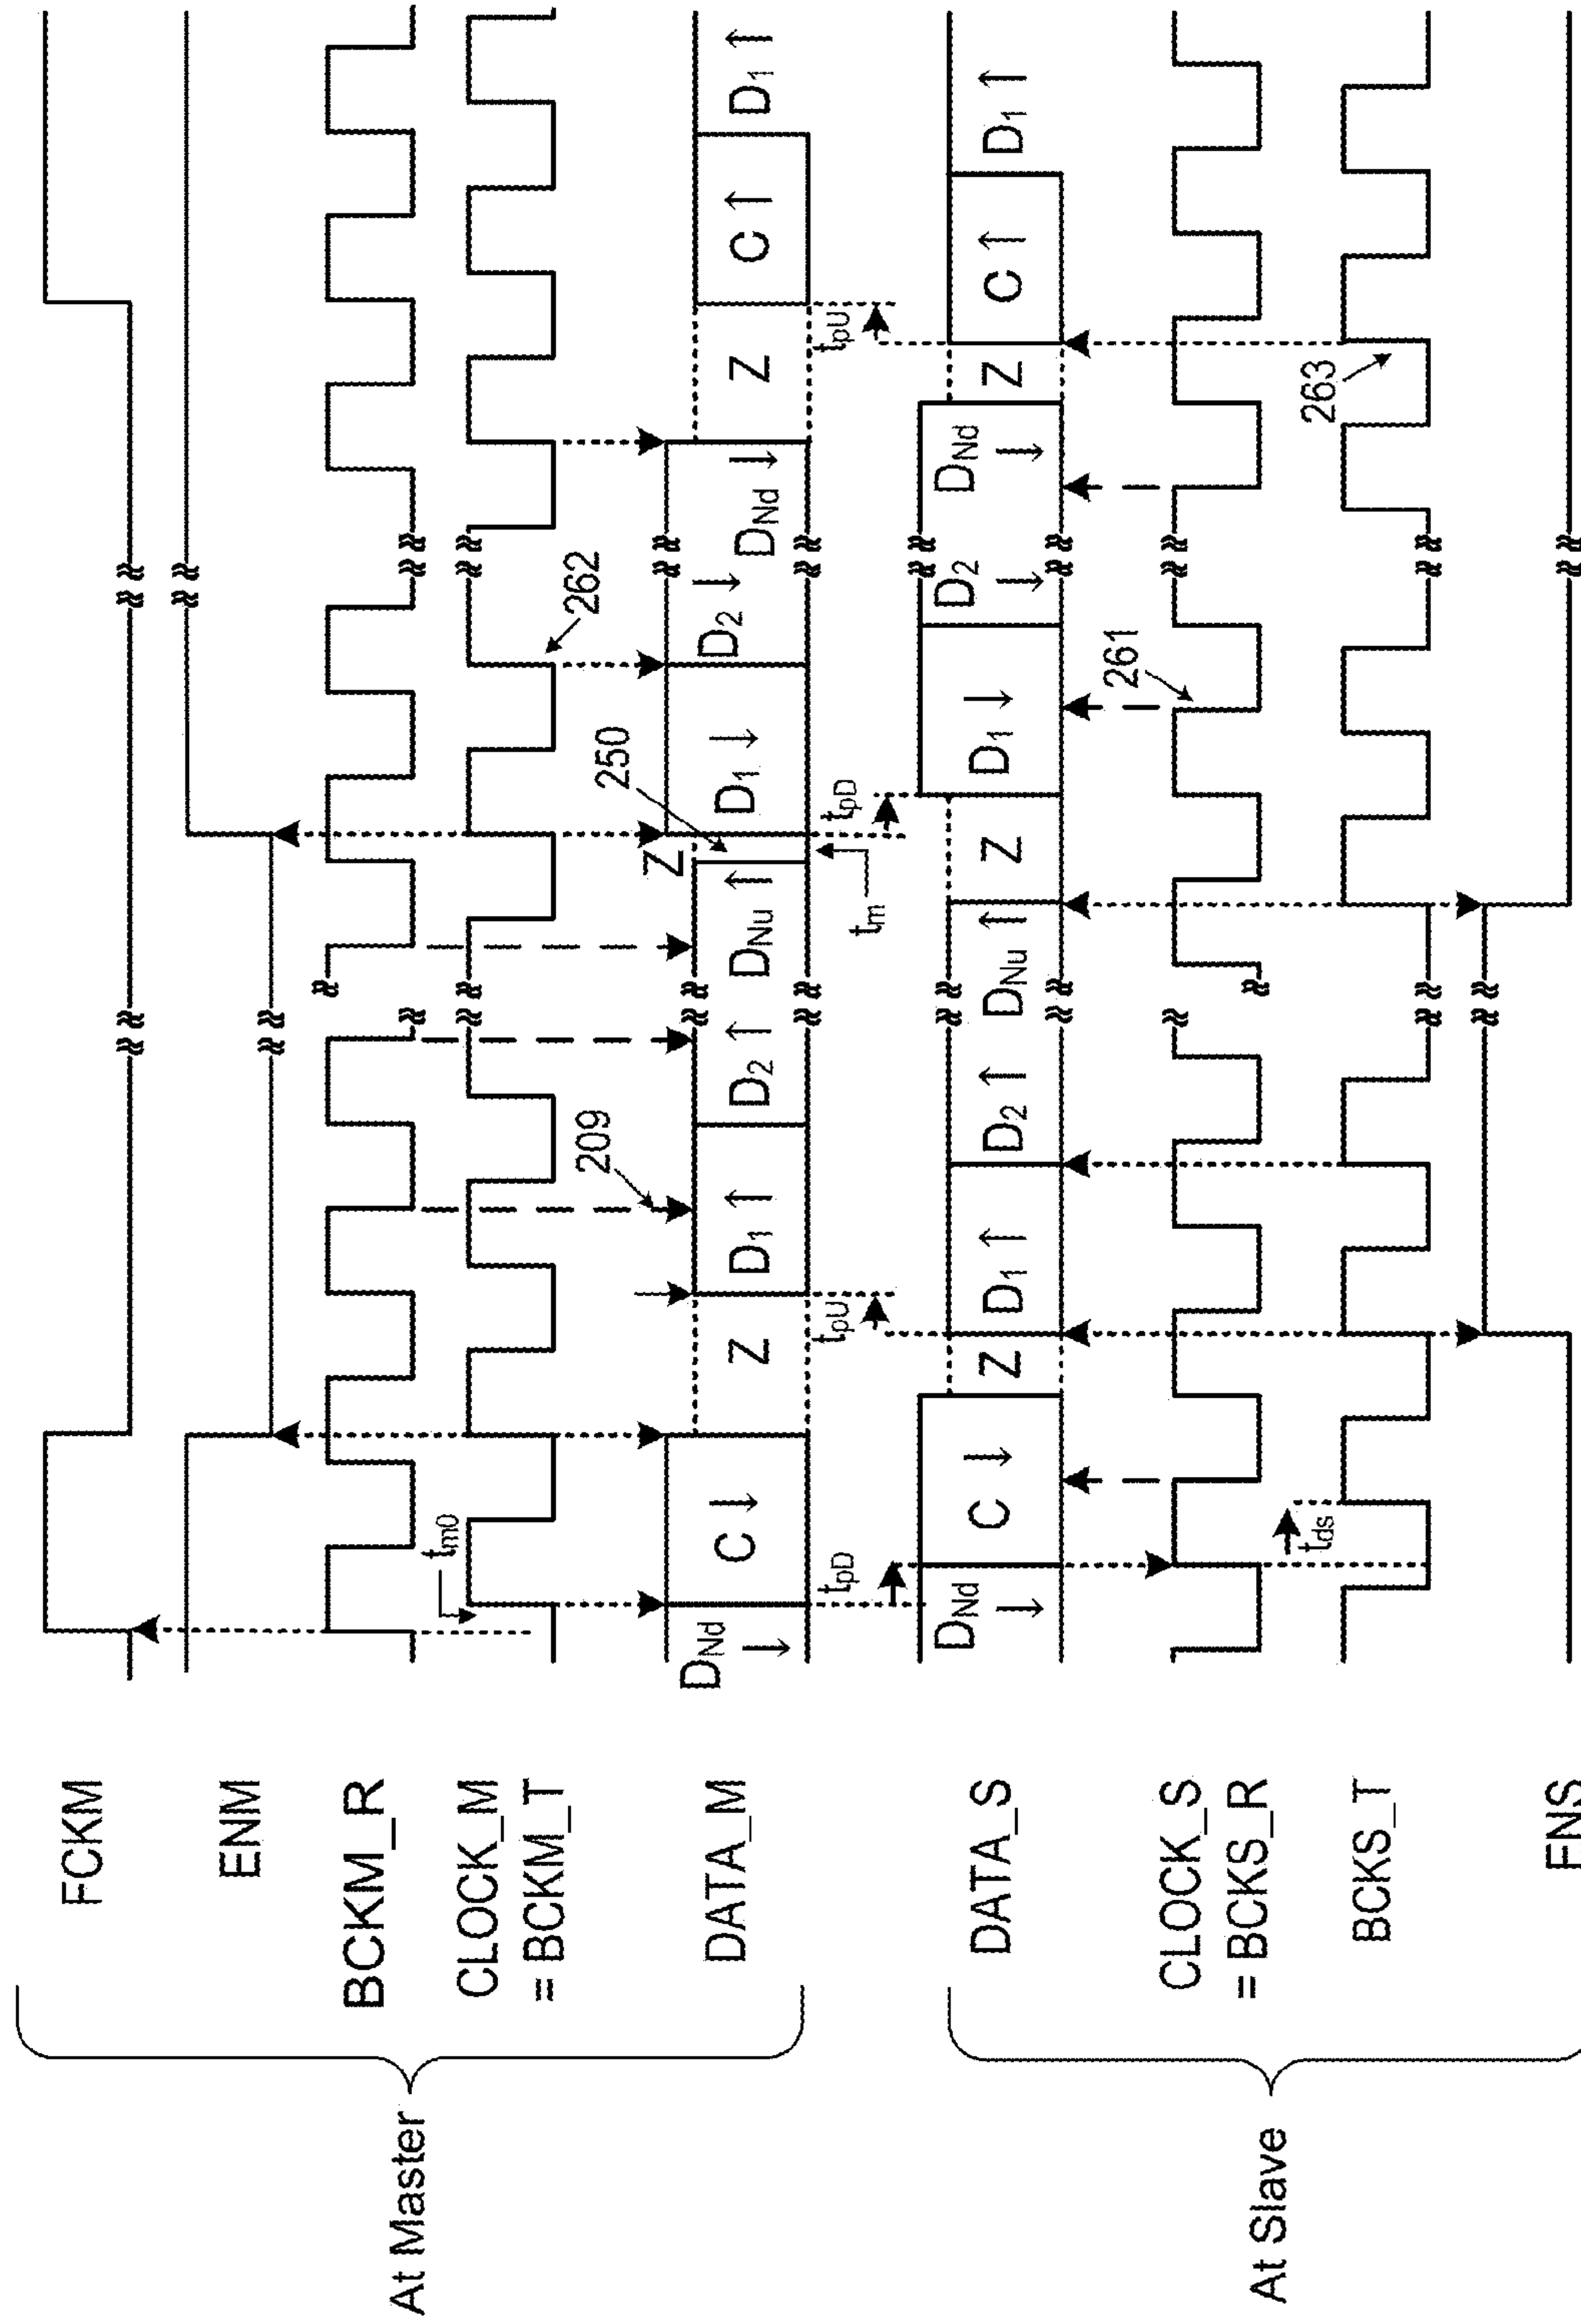 At Master
FCKM
ENM
BCKM_R
CLOCK_M
= BCKM_T
t_m0
209
250
262
DATA_M
D_Nd ↓ C ↓ Z D_1 ↑ D_2 ↑ D_Nu ↑ Z D_1 ↓ D_2 ↓ D_Nd ↓ Z C ↑ D_1 ↑
t_pD t_pU t_m t_pD t_pU
At Slave
DATA_S
D_Nd ↓ C ↓ Z D_1 ↑ D_2 ↑ D_Nu ↑ Z D_1 ↓ D_2 ↓ D_Nd ↓ Z C ↑ D_1 ↑
CLOCK_S
= BCKS_R
261
t_ds
263
BCKS_T
ENS